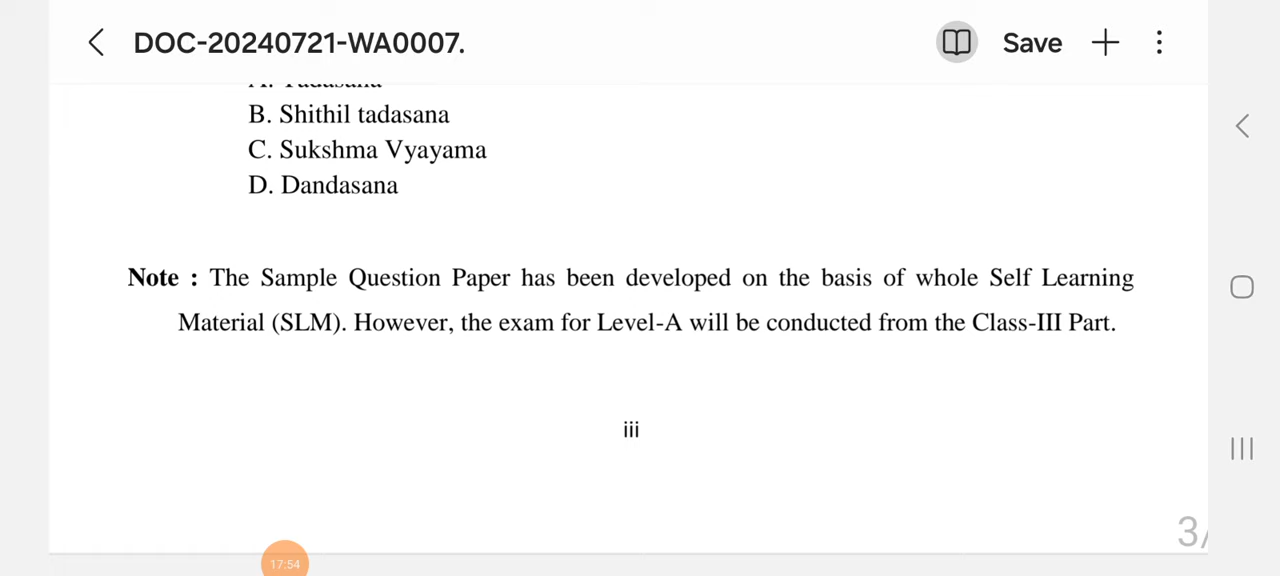 DOC-20240721-WA0007.
Save
B. Shithil tadasana
C. Sukshma Vyayama
D. Dandasana
Note : The Sample Question Paper has been developed on the basis of whole Self Learning
Material (SLM). However, the exam for Level-A will be conducted from the Class-III Part.
iii
3/
17:54